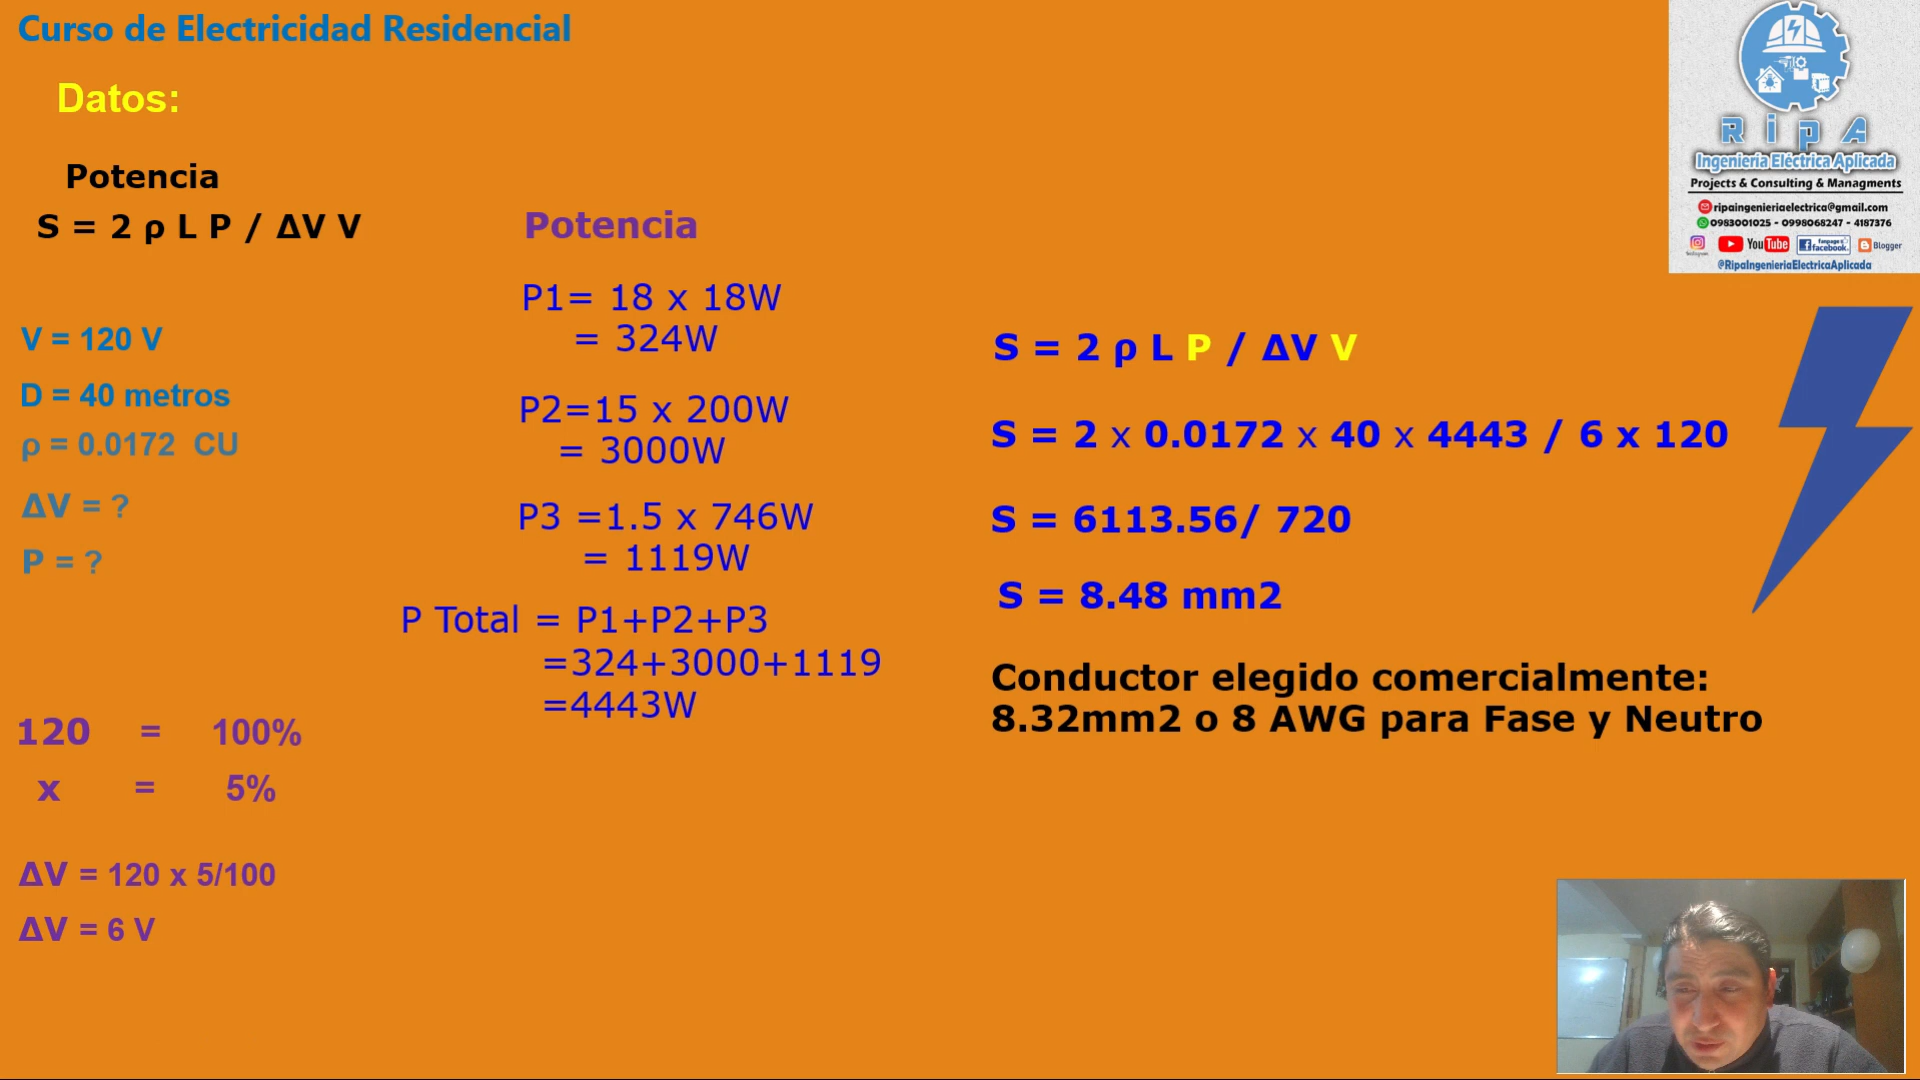 Curso de Electricidad Residencial
Datos:
Potencia
S = 2 ρ L P / ΔV V
V = 120 V
D = 40 metros
ρ = 0.0172 CU
ΔV = ?
P = ?
120 = 100%
x = 5%
ΔV = 120 x 5/100
ΔV = 6 V
Potencia
P1= 18 x 18W
= 324W
P2=15 x 200W
= 3000W
P3 =1.5 x 746W
= 1119W
P Total = P1+P2+P3
=324+3000+1119
=4443W
S = 2 ρ L P / ΔV V
S = 2 x 0.0172 x 40 x 4443 / 6 x 120
S = 6113.56/ 720
S = 8.48 mm2
Conductor elegido comercialmente:
8.32mm2 o 8 AWG para Fase y Neutro
RipA
Ingenieria Eléctrica Aplicada
Projects & Consulting & Managments
ripaingenieriaelectrica@gmail.com
0983001025 - 0998068247 - 4187376
Instagram YouTube fanpage's facebook. Blogger
@RipaIngenieriaElectricaAplicada